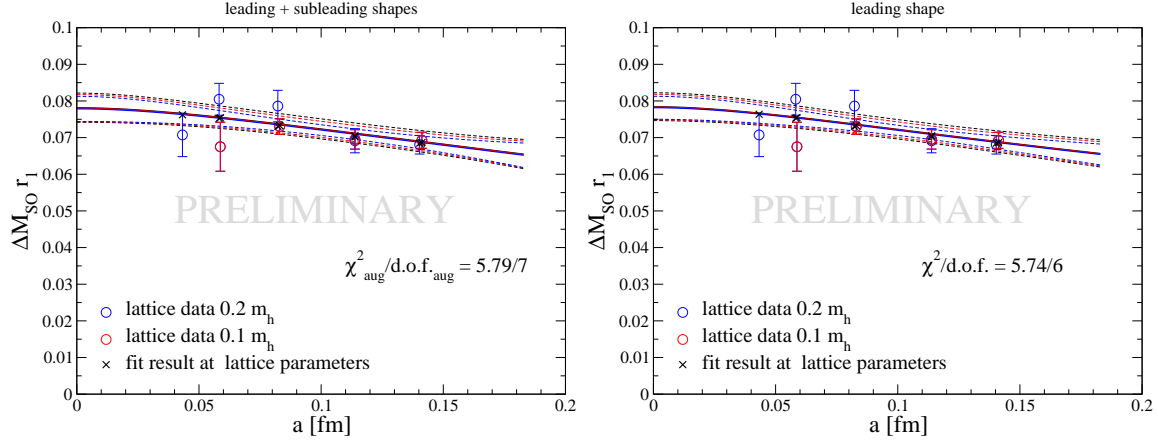 leading + subleading shapes
0.1
0.09
0.08
0.07
0.06
0.05
0.04
0.03
0.02
0.01
0
ΔM_SO r_1
PRELIMINARY
χ²_aug/d.o.f._aug = 5.79/7
lattice data 0.2 m_h
lattice data 0.1 m_h
fit result at lattice parameters
0 0.05 0.1 0.15 0.2
a [fm]
leading shape
0.1
0.09
0.08
0.07
0.06
0.05
0.04
0.03
0.02
0.01
0
ΔM_SO r_1
PRELIMINARY
χ²/d.o.f. = 5.74/6
lattice data 0.2 m_h
lattice data 0.1 m_h
fit result at lattice parameters
0 0.05 0.1 0.15 0.2
a [fm]